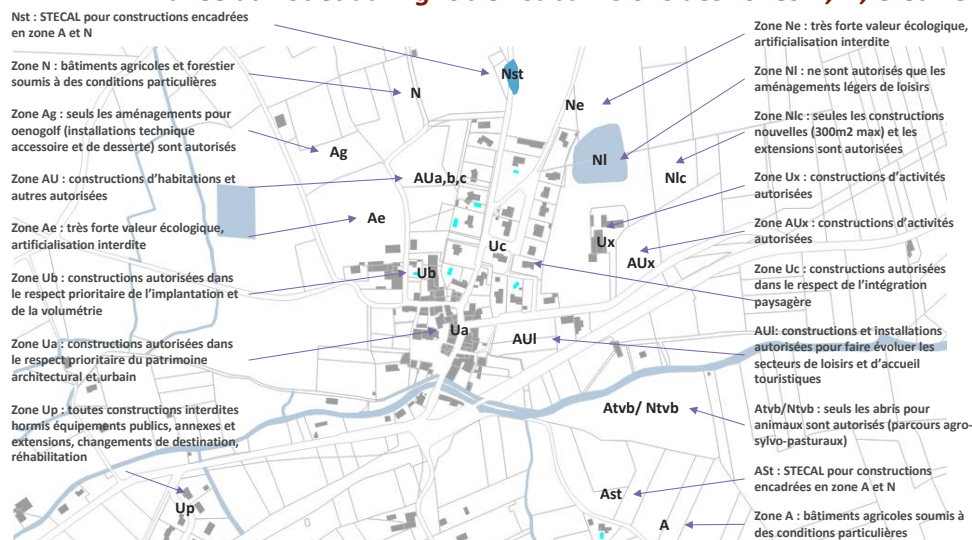 Nst : STECAL pour constructions encadrées
en zone A et N
Zone N : bâtiments agricoles et forestier
soumis à des conditions particulières
Zone Ag : seuls les aménagements pour
oenogolf (installations technique
accessoire et de desserte) sont autorisés
Zone AU : constructions d'habitations et
autres autorisées
Zone Ae : très forte valeur écologique,
artificialisation interdite
Zone Ub : constructions autorisées dans
le respect prioritaire de l'implantation et
de la volumétrie
Zone Ua : constructions autorisées dans
le respect prioritaire du patrimoine
architectural et urbain
Zone Up : toutes constructions interdites
hormis équipements publics, annexes et
extensions, changements de destination,
réhabilitation
Nst
N
Ne
Ag
Nl
AUa,b,c
Nlc
Ae
Uc
Ux
AUx
Ub
Ua
AUl
Atvb/ Ntvb
Ast
Up
A
Zone Ne : très forte valeur écologique,
artificialisation interdite
Zone Nl : ne sont autorisés que les
aménagements légers de loisirs
Zone Nlc : seules les constructions
nouvelles (300m2 max) et les
extensions sont autorisées
Zone Ux : constructions d'activités
autorisées
Zone AUx : constructions d'activités
autorisées
Zone Uc : constructions autorisées
dans le respect de l'intégration
paysagère
AUl: constructions et installations
autorisées pour faire évoluer les
secteurs de loisirs et d'accueil
touristiques
Atvb/Ntvb : seuls les abris pour
animaux sont autorisés (parcours agro-
sylvo-pasturaux)
ASt : STECAL pour constructions
encadrées en zone A et N
Zone A : bâtiments agricoles soumis à
des conditions particulières